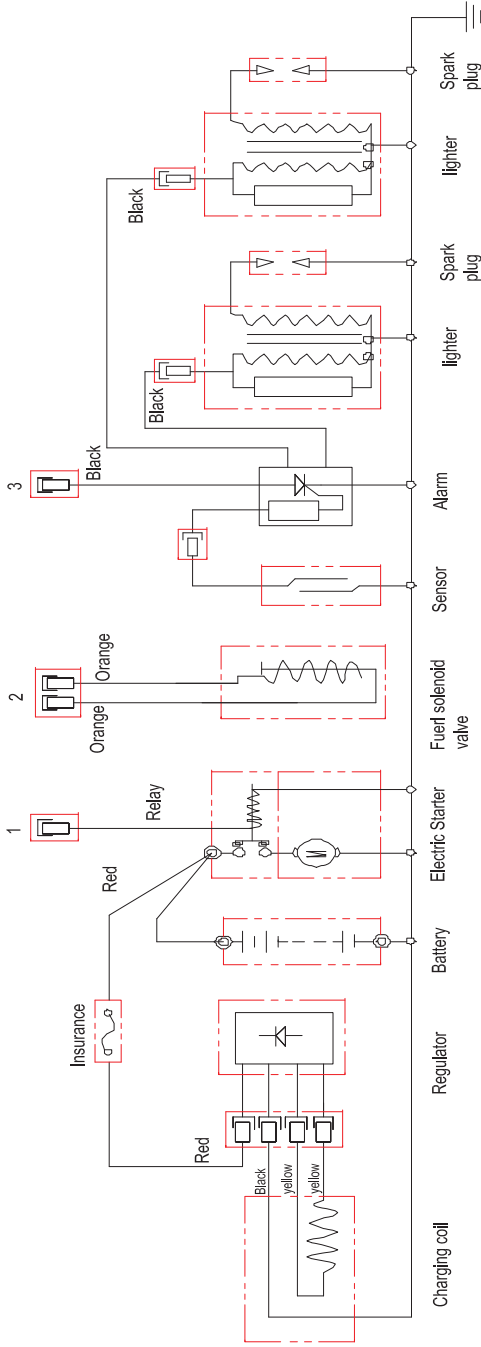 1
2
3
Insurance
Red
Red
Relay
Orange
Orange
Black
Black
Black
Black
yellow
yellow
Charging coil
Regulator
Battery
Electric Starter
Fuerl solenoid
valve
Sensor
Alarm
lighter
Spark
plug
lighter
Spark
plug
M